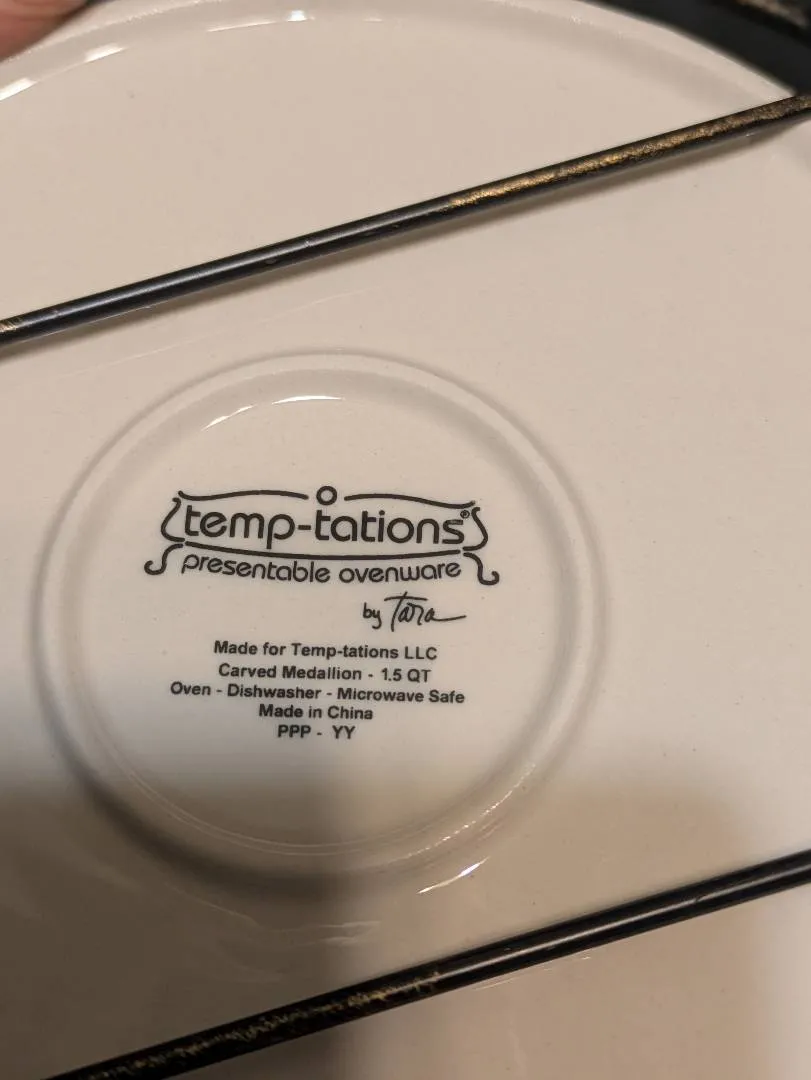 temp-tations®
presentable ovenware
by Tara
Made for Temp-tations LLC
Carved Medallion - 1.5 QT
Oven - Dishwasher - Microwave Safe
Made in China
PPP - YY